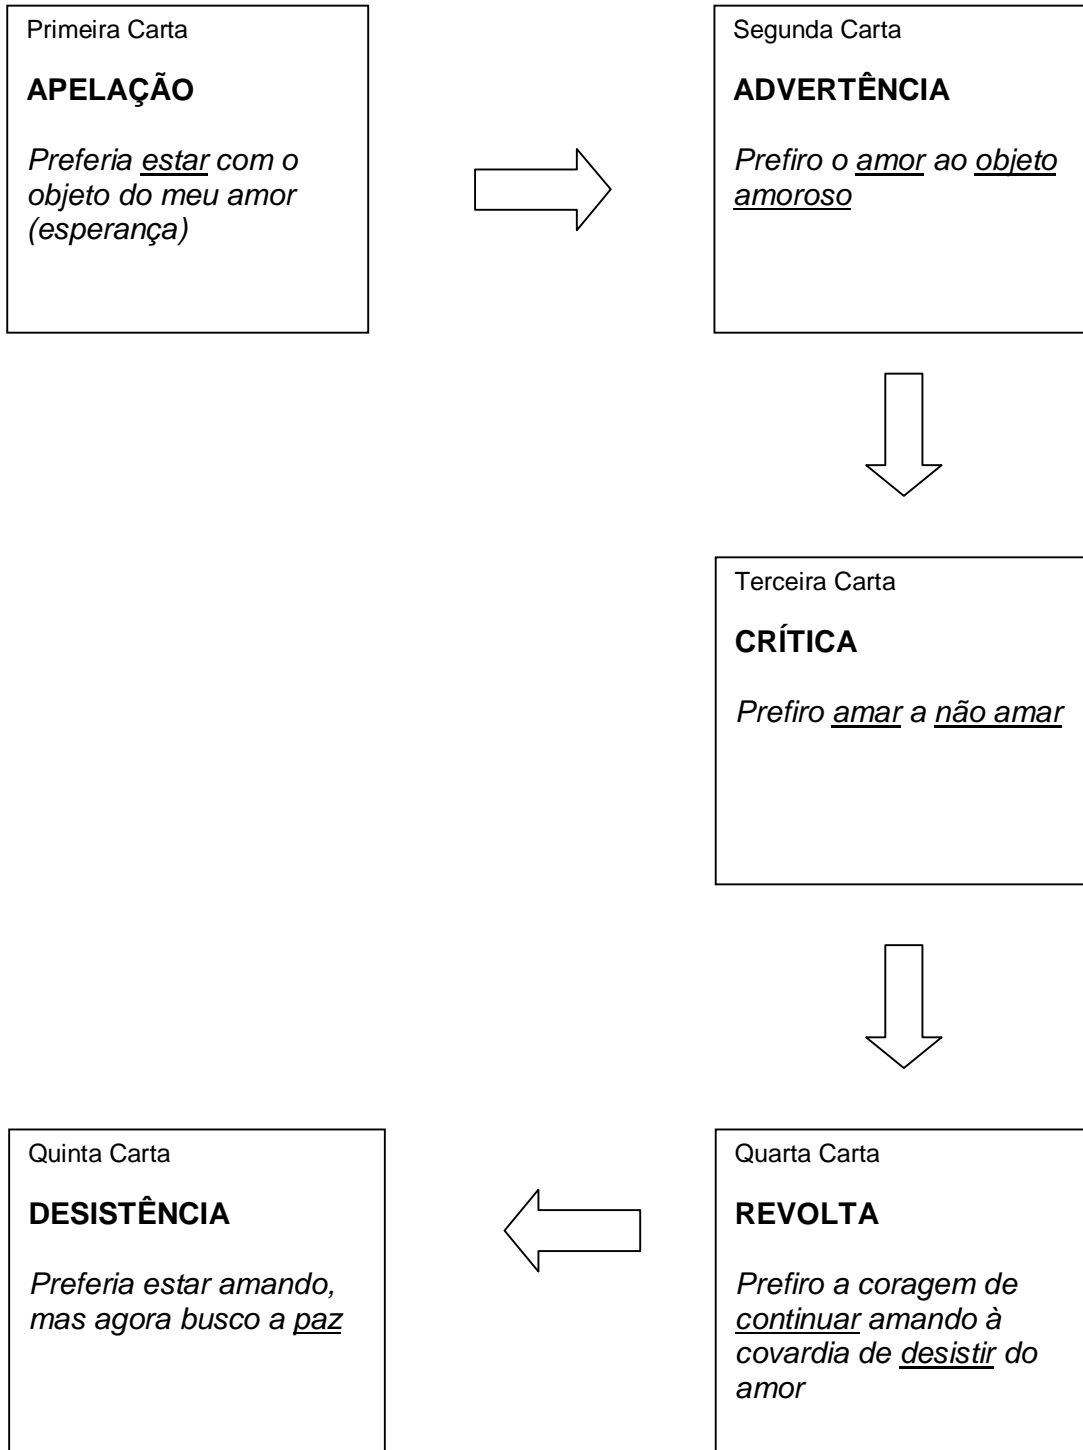 Primeira Carta
APELAÇÃO
Preferia estar com o
objeto do meu amor
(esperança)
Segunda Carta
ADVERTÊNCIA
Prefiro o amor ao objeto
amoroso
Terceira Carta
CRÍTICA
Prefiro amar a não amar
Quarta Carta
REVOLTA
Prefiro a coragem de
continuar amando à
covardia de desistir do
amor
Quinta Carta
DESISTÊNCIA
Preferia estar amando,
mas agora busco a paz